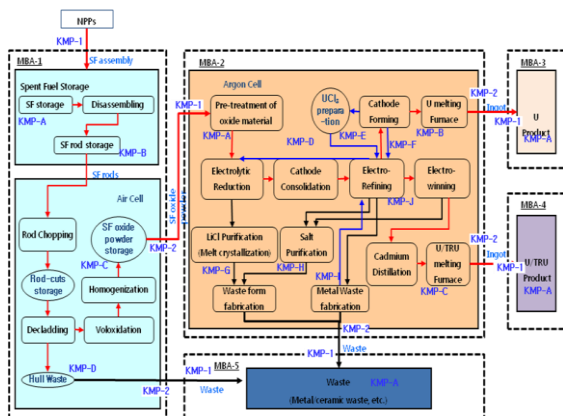 NPPs
KMP-1
MBA-1
SF assembly
Spent Fuel Storage
SF storage
Disassembling
KMP-A
SF rod storage
KMP-B
SF rods
Air Cell
Rod Chopping
SF oxide
powder
storage
KMP-C
KMP-2
Rod-cuts
storage
Homogenization
Decladding
Voloxidation
KMP-D
Hull Waste
KMP-2
SF oxide
MBA-2
Argon Cell
KMP-1
Pre-treatment of
oxide material
KMP-A
UCl₃
prepara
-tion
KMP-D
KMP-E
Cathode
Forming
U melting
Furnace
KMP-B
KMP-F
KMP-2
Ingot
KMP-1
Electrolytic
Reduction
Cathode
Consolidation
Electro-
Refining
Electro-
winning
KMP-J
LiCl Purification
(Melt crystallization)
KMP-G
Salt
Purification
KMP-H
KMP-I
Cadmium
Distillation
KMP-C
U/TRU
melting
Furnace
KMP-2
Ingot
KMP-1
Waste form
fabrication
Metal Waste
fabrication
KMP-2
MBA-3
U
Product
KMP-A
MBA-4
U/TRU
Product
KMP-A
MBA-5
KMP-1
Waste
KMP-1
Waste
Waste
KMP-A
(Metal/ceramic waste, etc.)